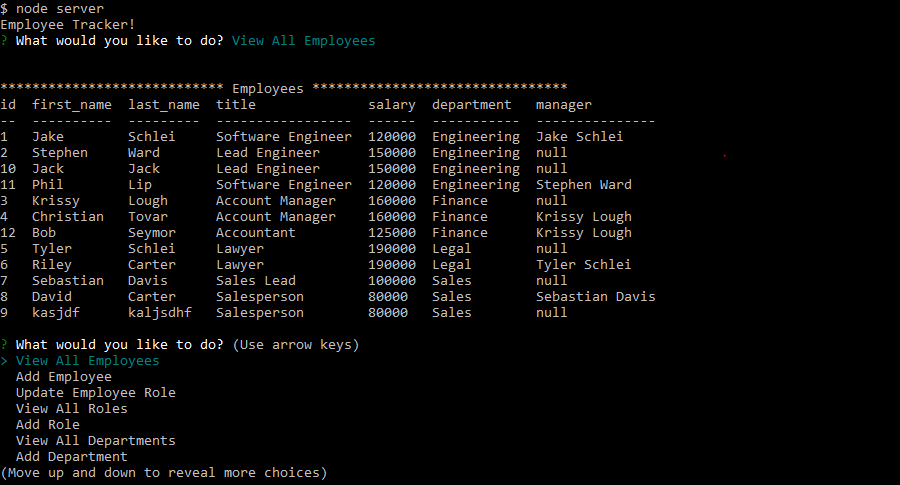 $ node server
Employee Tracker!
? What would you like to do? View All Employees
**************************** Employees ********************************
id  first_name  last_name  title              salary  department   manager
--  ----------  ---------  -----------------  ------  -----------  ---------------
1   Jake        Schlei     Software Engineer  120000  Engineering  Jake Schlei
2   Stephen     Ward       Lead Engineer      150000  Engineering  null
10  Jack        Jack       Lead Engineer      150000  Engineering  null
11  Phil        Lip        Software Engineer  120000  Engineering  Stephen Ward
3   Krissy      Lough      Account Manager    160000  Finance      null
4   Christian   Tovar      Account Manager    160000  Finance      Krissy Lough
12  Bob         Seymor     Accountant         125000  Finance      Krissy Lough
5   Tyler       Schlei     Lawyer             190000  Legal        null
6   Riley       Carter     Lawyer             190000  Legal        Tyler Schlei
7   Sebastian   Davis      Sales Lead         100000  Sales        null
8   David       Carter     Salesperson        80000   Sales        Sebastian Davis
9   kasjdf      kaljsdhf   Salesperson        80000   Sales        null
? What would you like to do? (Use arrow keys)
> View All Employees
  Add Employee
  Update Employee Role
  View All Roles
  Add Role
  View All Departments
  Add Department
(Move up and down to reveal more choices)